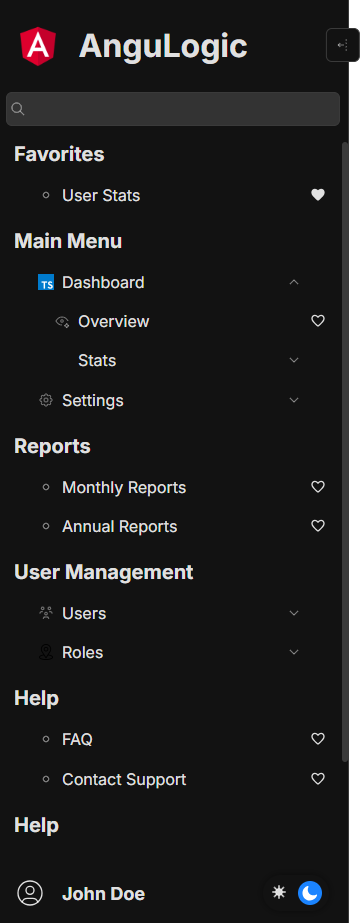 AnguLogic
Favorites
User Stats
Main Menu
TS Dashboard
Overview
Stats
Settings
Reports
Monthly Reports
Annual Reports
User Management
Users
Roles
Help
FAQ
Contact Support
Help
John Doe